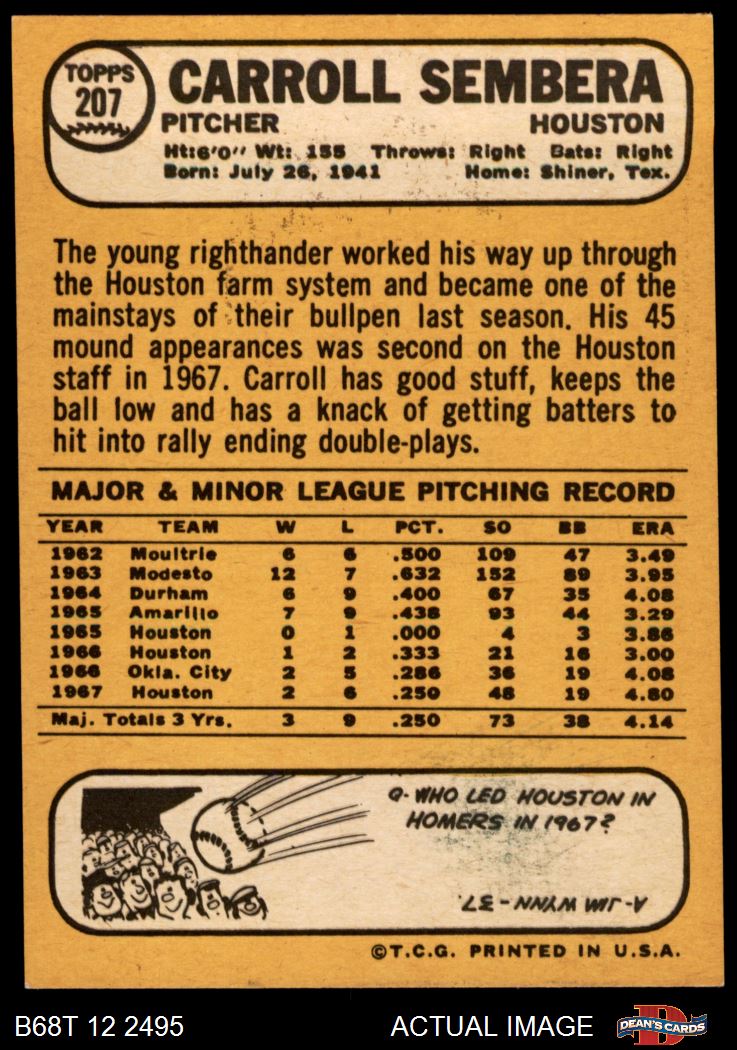 TOPPS
207
CARROLL SEMBERA
PITCHER HOUSTON
Ht:6'0" Wt: 155 Throws: Right Bats: Right
Born: July 26, 1941 Home: Shiner, Tex.
The young righthander worked his way up through
the Houston farm system and became one of the
mainstays of their bullpen last season. His 45
mound appearances was second on the Houston
staff in 1967. Carroll has good stuff, keeps the
ball low and has a knack of getting batters to
hit into rally ending double-plays.
MAJOR & MINOR LEAGUE PITCHING RECORD
YEAR TEAM W L PCT. SO BB ERA
1962 Moultrie 6 6 .500 109 47 3.49
1963 Modesto 12 7 .632 152 89 3.95
1964 Durham 6 9 .400 67 35 4.08
1965 Amarillo 7 9 .438 93 44 3.29
1965 Houston 0 1 .000 4 3 3.86
1966 Houston 1 2 .333 21 16 3.00
1966 Okla. City 2 5 .286 36 19 4.08
1967 Houston 2 6 .250 48 19 4.80
Maj. Totals 3 Yrs. 3 9 .250 73 38 4.14
Q- WHO LED HOUSTON IN
HOMERS IN 1967?
A- JIM WYNN - 37.
©T.C.G. PRINTED IN U.S.A.
B68T 12 2495 ACTUAL IMAGE D DEAN'S CARDS